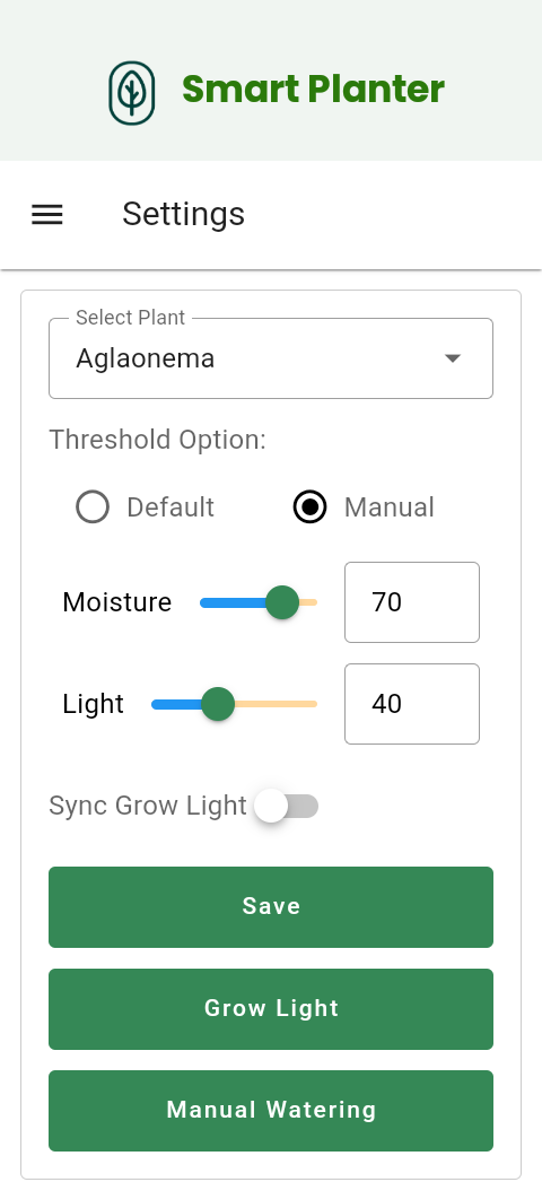 Smart Planter
Settings
Select Plant
Aglaonema
Threshold Option:
Default Manual
Moisture 70
Light 40
Sync Grow Light
Save
Grow Light
Manual Watering